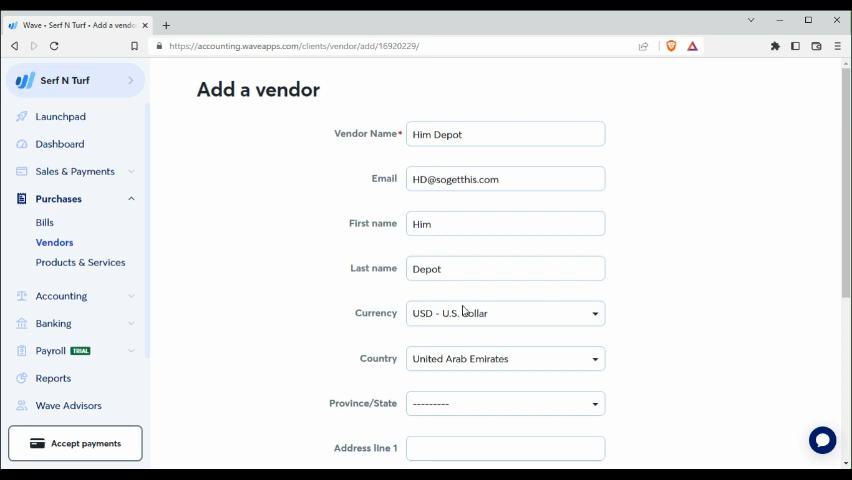 Wave • Serf N Turf • Add a vendo
https://accounting.waveapps.com/clients/vendor/add/16920229/
Serf N Turf
Launchpad
Dashboard
Sales & Payments
Purchases
Bills
Vendors
Products & Services
Accounting
Banking
Payroll TRIAL
Reports
Wave Advisors
Accept payments
Add a vendor
Vendor Name* Him Depot
Email HD@sogetthis.com
First name Him
Last name Depot
Currency USD - U.S. Dollar
Country United Arab Emirates
Province/State ---------
Address line 1